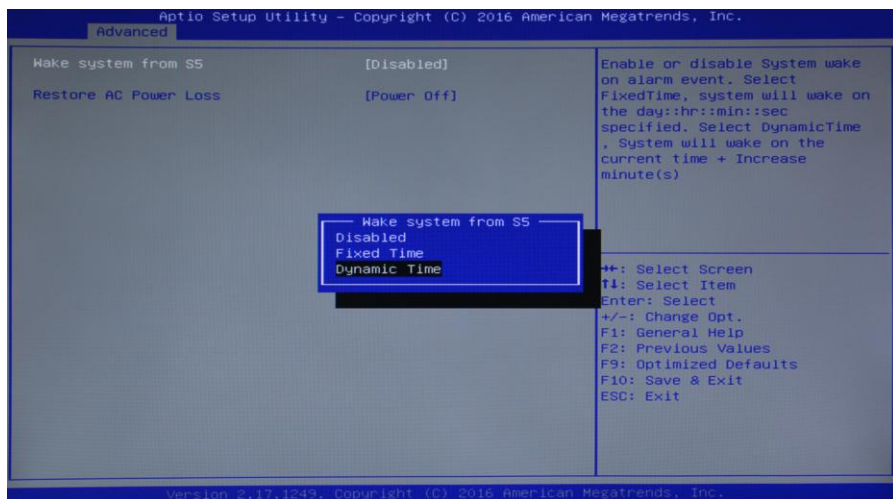 Aptio Setup Utility – Copyright (C) 2016 American Megatrends, Inc.
Advanced
Wake system from S5 [Disabled]
Restore AC Power Loss [Power Off]
Enable or disable System wake
on alarm event. Select
FixedTime, system will wake on
the day::hr::min::sec
specified. Select DynamicTime
, System will wake on the
current time + Increase
minute(s)
Wake system from S5
Disabled
Fixed Time
Dynamic Time
→←: Select Screen
↑↓: Select Item
Enter: Select
+/-: Change Opt.
F1: General Help
F2: Previous Values
F9: Optimized Defaults
F10: Save & Exit
ESC: Exit
Version 2.17.1249. Copyright (C) 2016 American Megatrends, Inc.